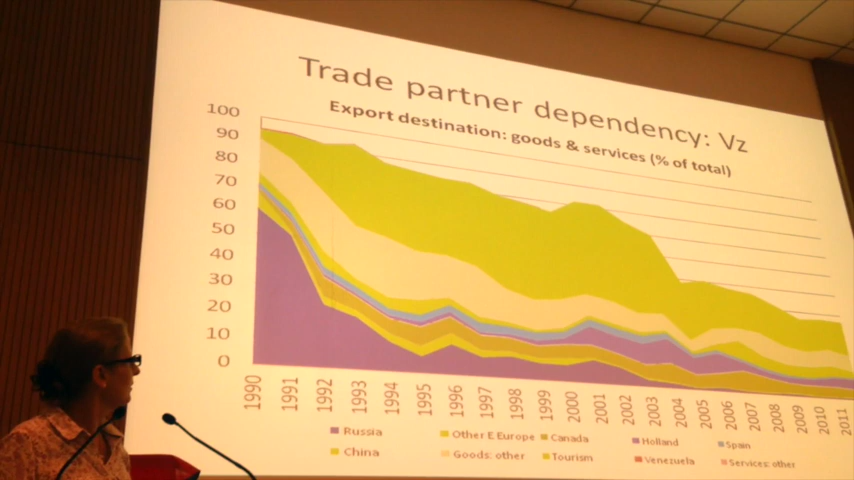 Trade partner dependency: Vz
Export destination: goods & services (% of total)
100
90
80
70
60
50
40
30
20
10
0
1990 1991 1992 1993 1994 1995 1996 1997 1998 1999 2000 2001 2002 2003 2004 2005 2006 2007 2008 2009 2010 2011
Russia Other E Europe Canada Holland Spain
China Goods: other Tourism Venezuela Services: other